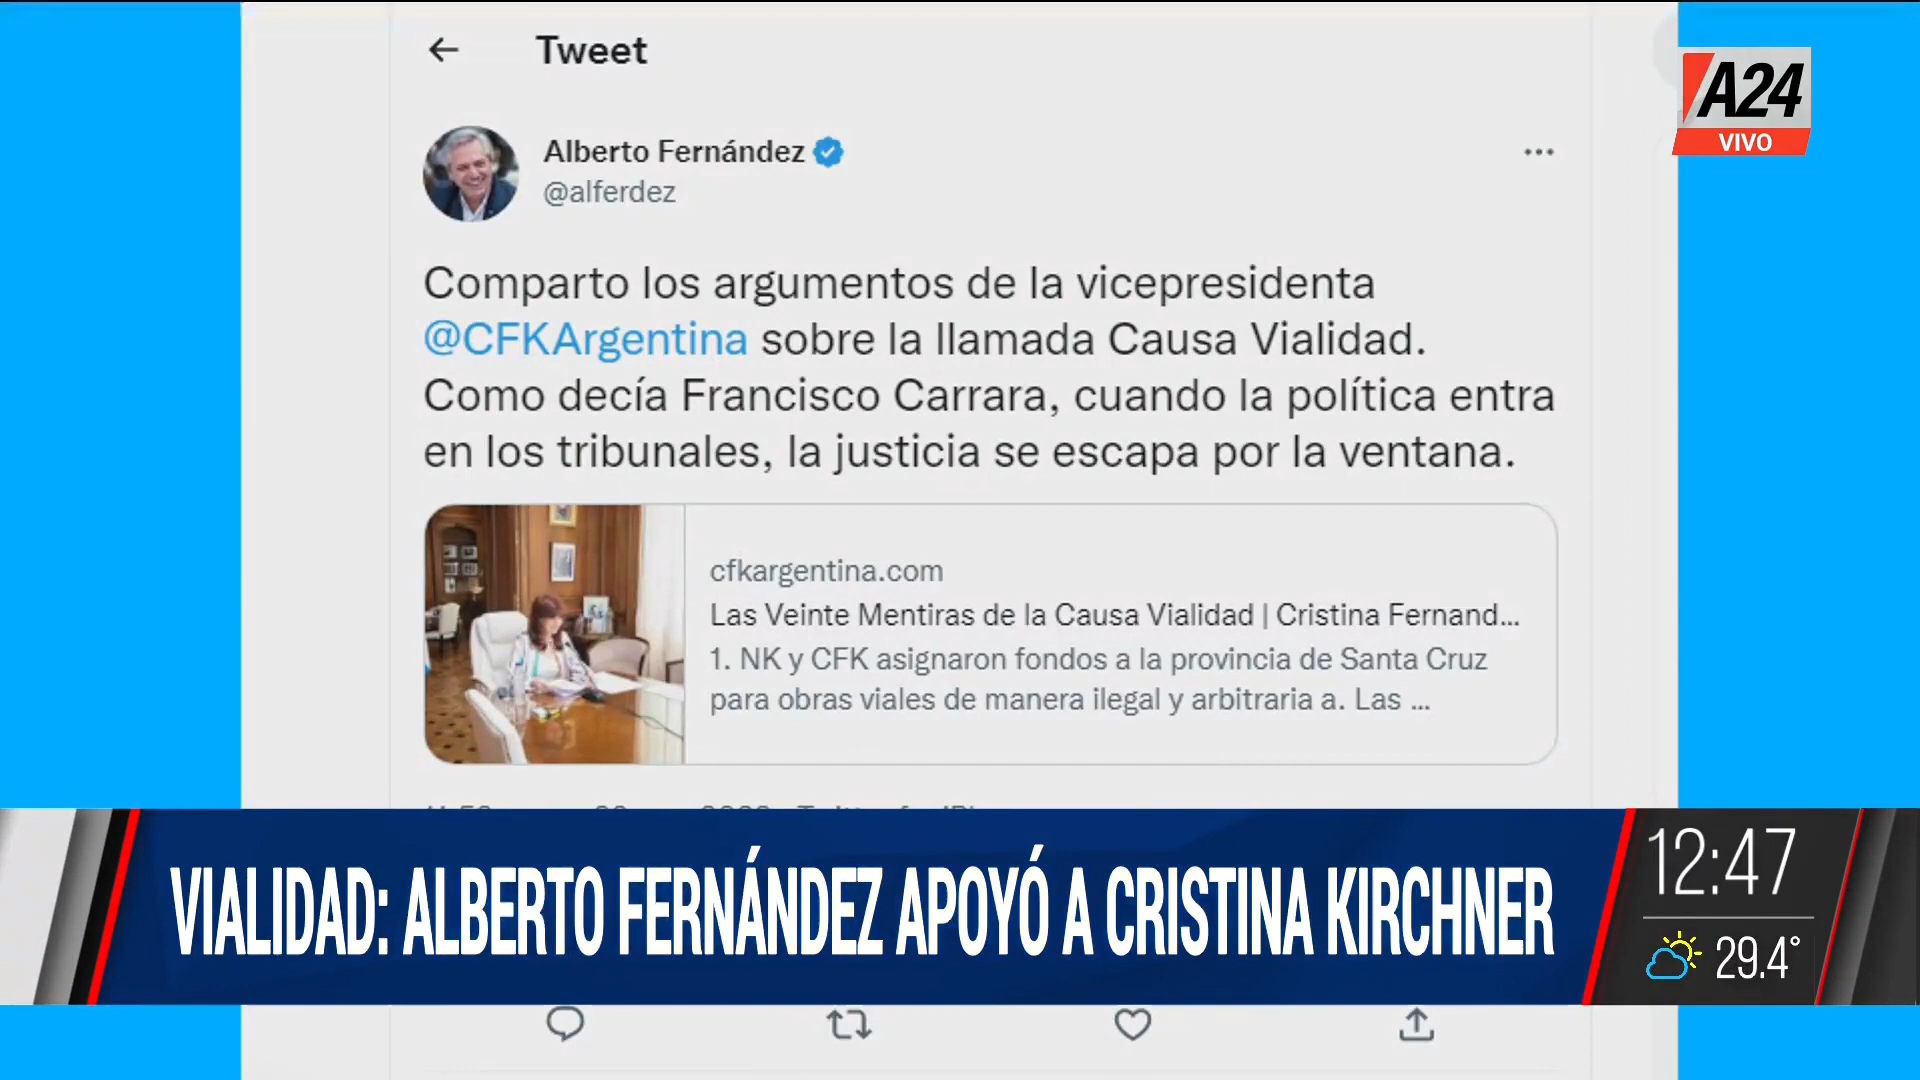 Tweet
A24
VIVO
Alberto Fernández
@alferdez
Comparto los argumentos de la vicepresidenta
@CFKArgentina sobre la llamada Causa Vialidad.
Como decía Francisco Carrara, cuando la política entra
en los tribunales, la justicia se escapa por la ventana.
cfkargentina.com
Las Veinte Mentiras de la Causa Vialidad | Cristina Fernand...
1. NK y CFK asignaron fondos a la provincia de Santa Cruz
para obras viales de manera ilegal y arbitraria a. Las ...
VIALIDAD: ALBERTO FERNÁNDEZ APOYÓ A CRISTINA KIRCHNER
12:47
29.4°